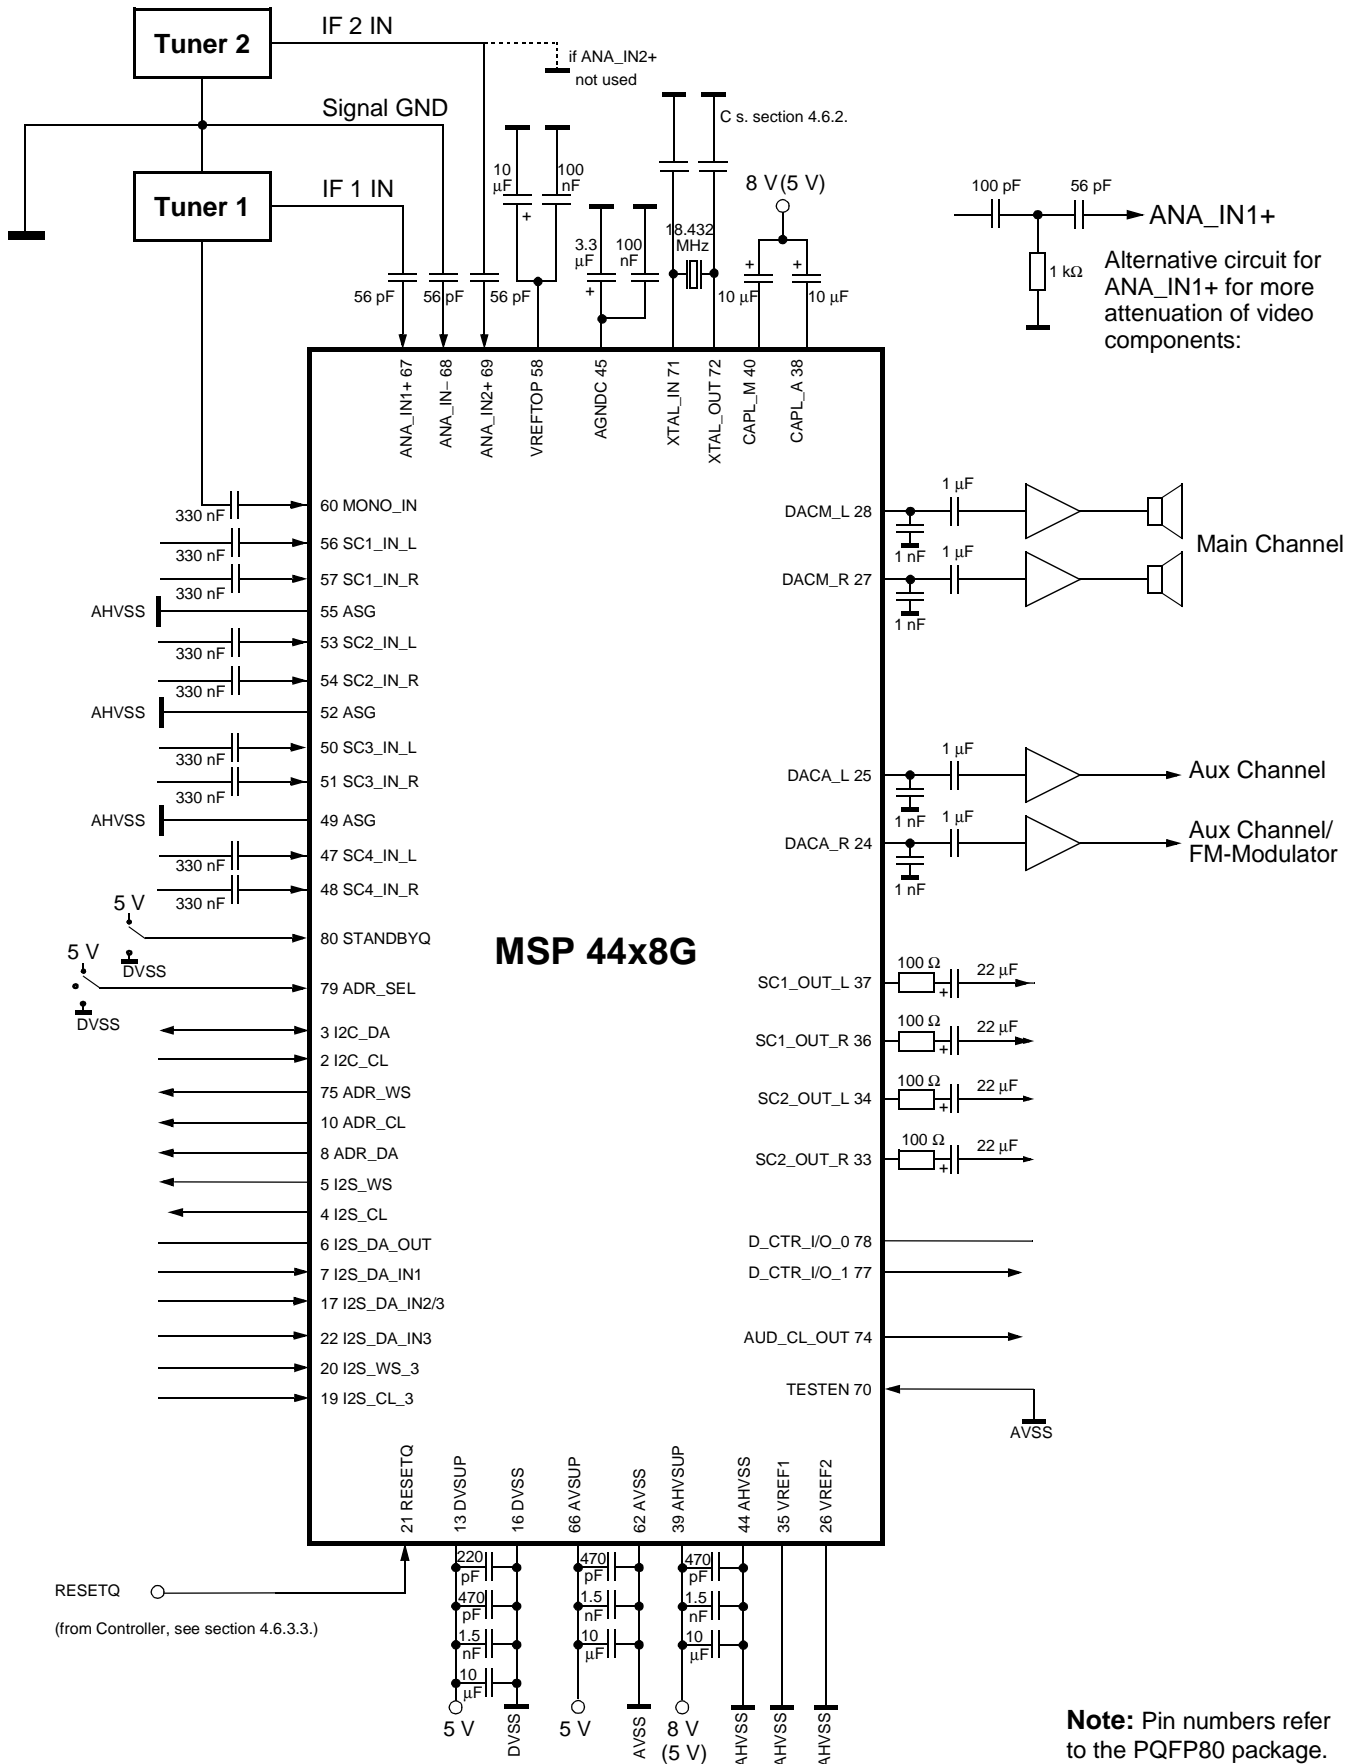 Tuner 2
IF 2 IN
if ANA_IN2+
not used
Signal GND
C s. section 4.6.2.
Tuner 1
IF 1 IN
10
μF
+
100
nF
3.3
μF
+
100
nF
18.432
MHz
8 V (5 V)
+
10 μF
+
10 μF
56 pF
56 pF
56 pF
100 pF
56 pF
ANA_IN1+
1 kΩ
Alternative circuit for
ANA_IN1+ for more
attenuation of video
components:
ANA_IN1+ 67
ANA_IN− 68
ANA_IN2+ 69
VREFTOP 58
AGNDC 45
XTAL_IN 71
XTAL_OUT 72
CAPL_M 40
CAPL_A 38
330 nF
60 MONO_IN
330 nF
56 SC1_IN_L
330 nF
57 SC1_IN_R
AHVSS
55 ASG
330 nF
53 SC2_IN_L
330 nF
54 SC2_IN_R
AHVSS
52 ASG
330 nF
50 SC3_IN_L
330 nF
51 SC3_IN_R
AHVSS
49 ASG
330 nF
47 SC4_IN_L
330 nF
48 SC4_IN_R
5 V
DVSS
80 STANDBYQ
5 V
DVSS
79 ADR_SEL
3 I2C_DA
2 I2C_CL
75 ADR_WS
10 ADR_CL
8 ADR_DA
5 I2S_WS
4 I2S_CL
6 I2S_DA_OUT
7 I2S_DA_IN1
17 I2S_DA_IN2/3
22 I2S_DA_IN3
20 I2S_WS_3
19 I2S_CL_3
MSP 44x8G
DACM_L 28
1 μF
1 nF
DACM_R 27
1 μF
1 nF
Main Channel
DACA_L 25
1 μF
1 nF
Aux Channel
DACA_R 24
1 μF
1 nF
Aux Channel/
FM-Modulator
SC1_OUT_L 37
100 Ω
+
22 μF
SC1_OUT_R 36
100 Ω
+
22 μF
SC2_OUT_L 34
100 Ω
+
22 μF
SC2_OUT_R 33
100 Ω
+
22 μF
D_CTR_I/O_0 78
D_CTR_I/O_1 77
AUD_CL_OUT 74
TESTEN 70
AVSS
21 RESETQ
13 DVSUP
16 DVSS
66 AVSUP
62 AVSS
39 AHVSUP
44 AHVSS
35 VREF1
26 VREF2
RESETQ
(from Controller, see section 4.6.3.3.)
220
pF
470
pF
1.5
nF
10
μF
5 V
DVSS
470
pF
1.5
nF
10
μF
5 V
AVSS
470
pF
1.5
nF
10
μF
8 V
(5 V)
AHVSS
AHVSS
AHVSS
Note: Pin numbers refer
to the PQFP80 package.